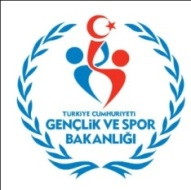 TÜRKİYE CUMHURİYETİ
GENÇLİK VE SPOR
BAKANLIĞI